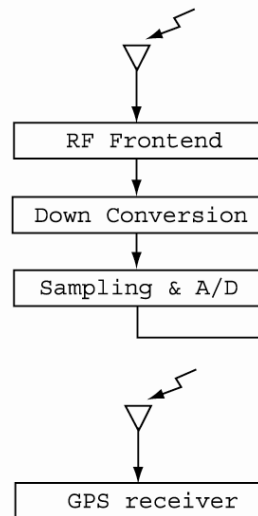 RF Frontend
Down Conversion
Sampling & A/D
GPS receiver